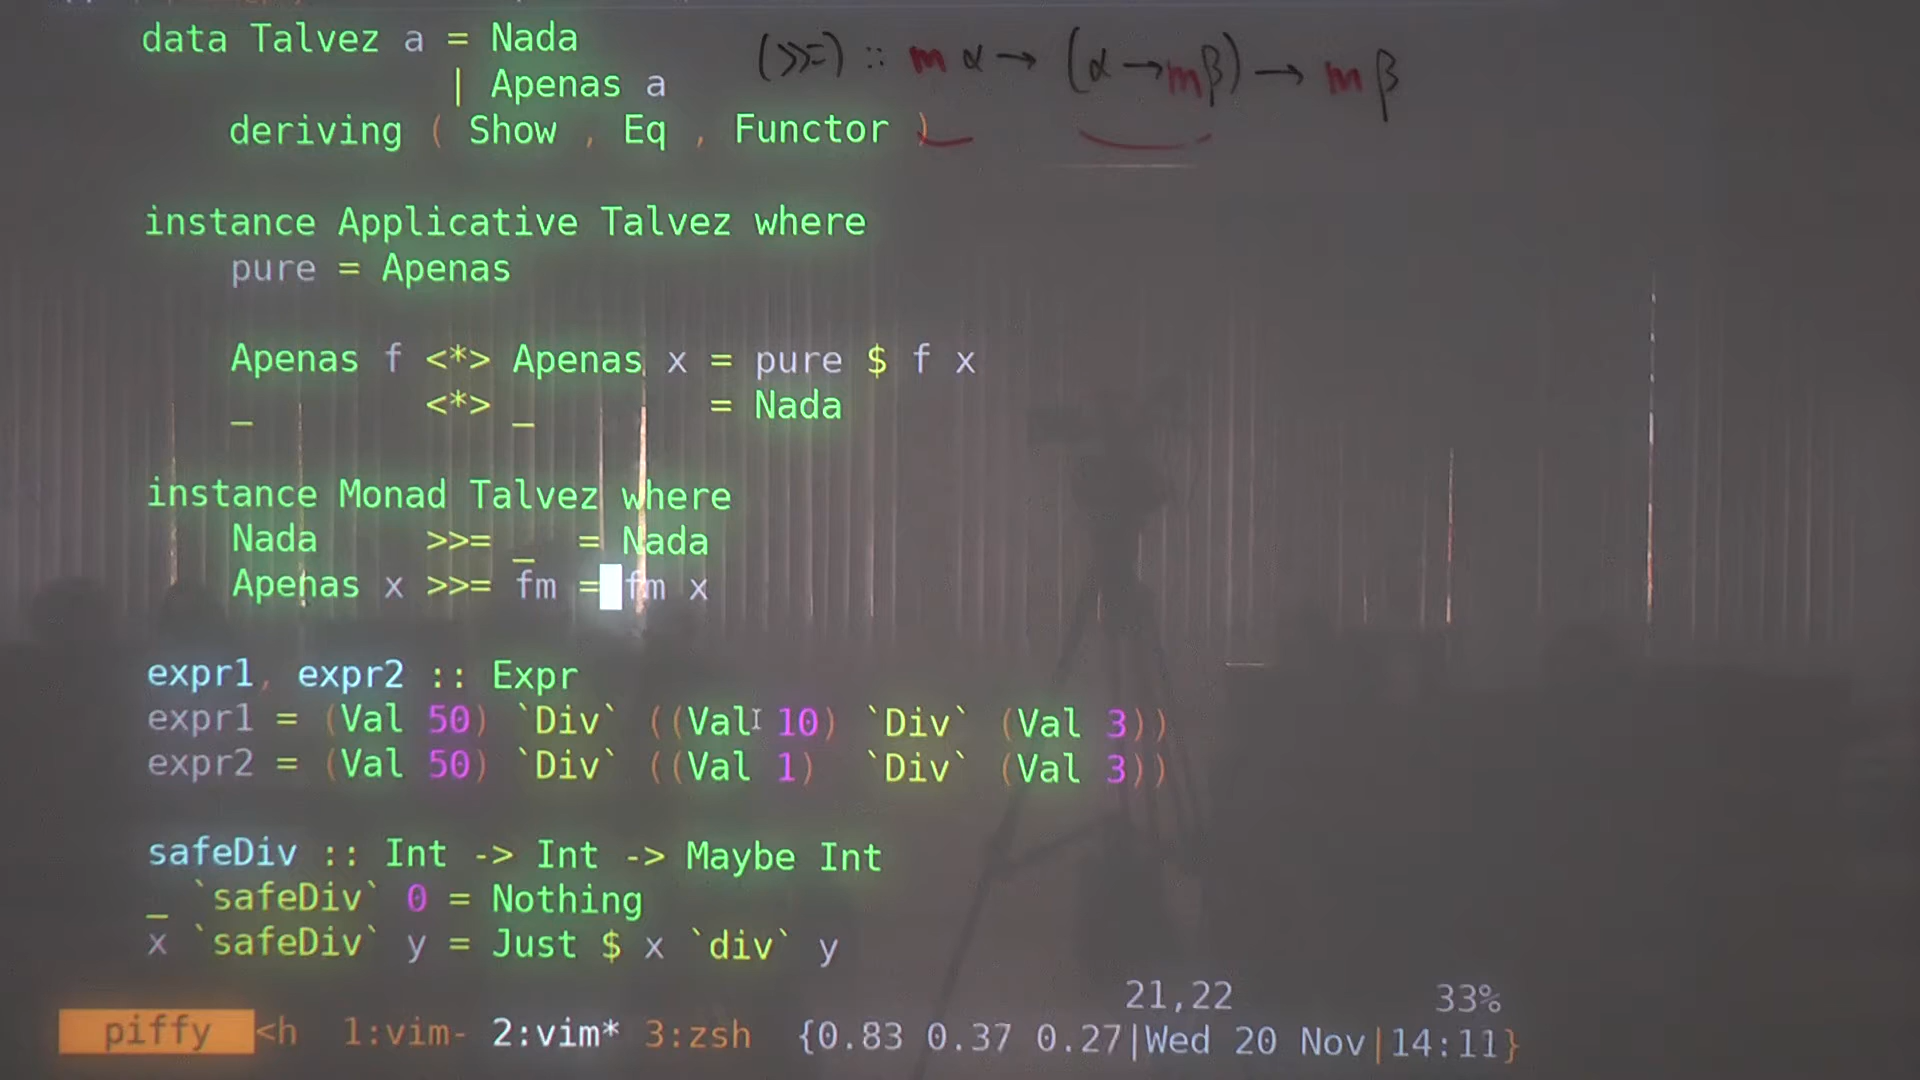 data Talvez a = Nada
| Apenas a
deriving ( Show , Eq , Functor )
(>>=) :: m α → (α → m β) → m β
instance Applicative Talvez where
pure = Apenas
Apenas f <*> Apenas x = pure $ f x
_ <*> _ = Nada
instance Monad Talvez where
Nada >>= _ = Nada
Apenas x >>= fm = fm x
expr1, expr2 :: Expr
expr1 = (Val 50) `Div` ((Val 10) `Div` (Val 3))
expr2 = (Val 50) `Div` ((Val 1) `Div` (Val 3))
safeDiv :: Int -> Int -> Maybe Int
_ `safeDiv` 0 = Nothing
x `safeDiv` y = Just $ x `div` y
21,22 33%
piffy <h 1:vim- 2:vim* 3:zsh {0.83 0.37 0.27|Wed 20 Nov|14:11}